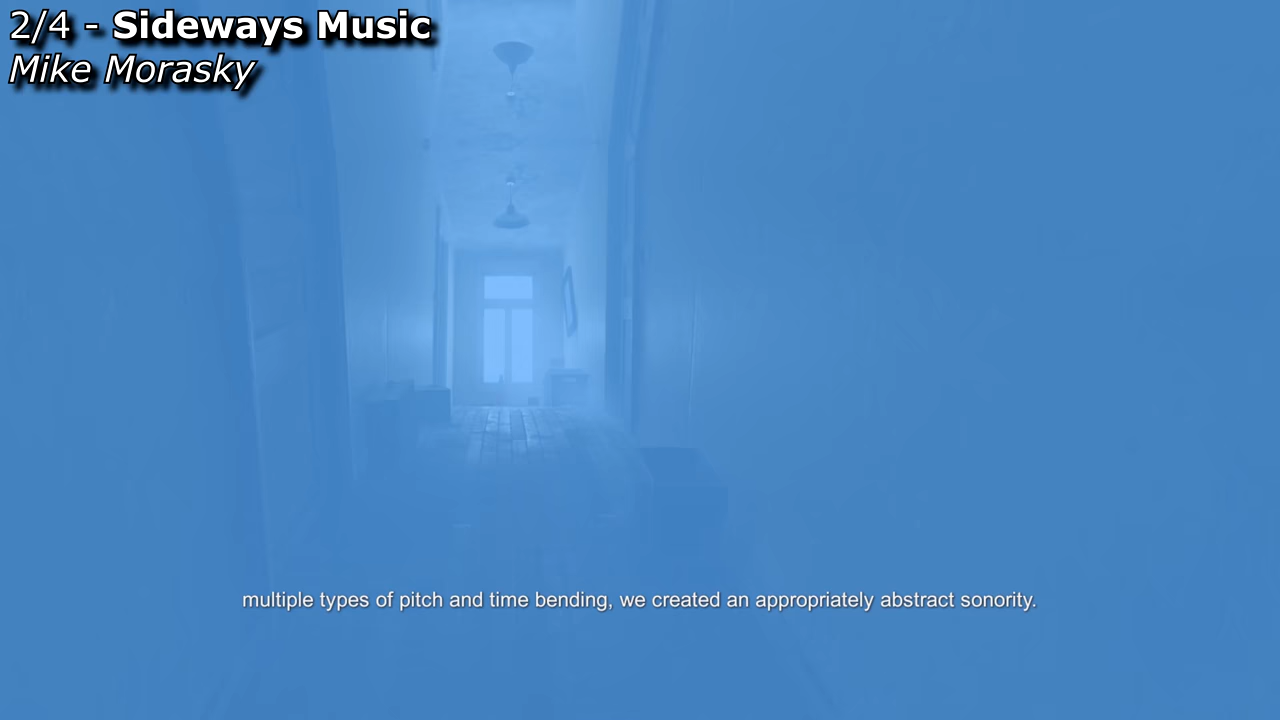 2/4 - Sideways Music
Mike Morasky
multiple types of pitch and time bending, we created an appropriately abstract sonority.